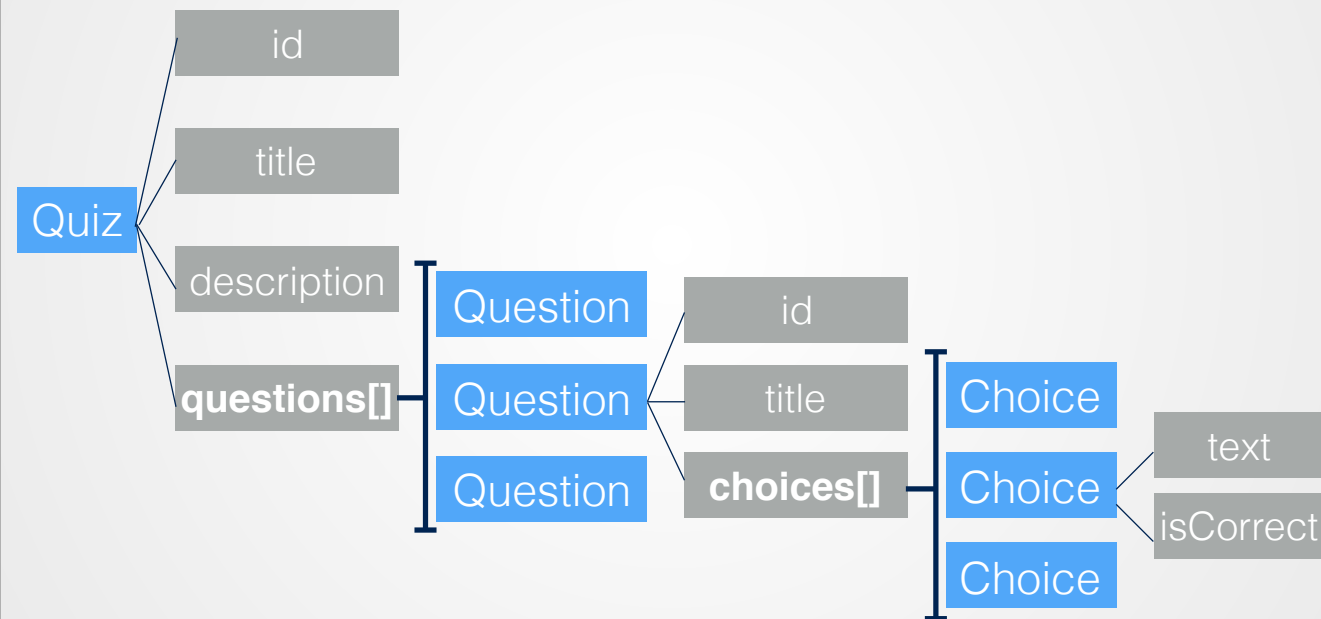 id
title
Quiz
description
questions[]
Question
Question
Question
id
title
choices[]
Choice
Choice
Choice
text
isCorrect